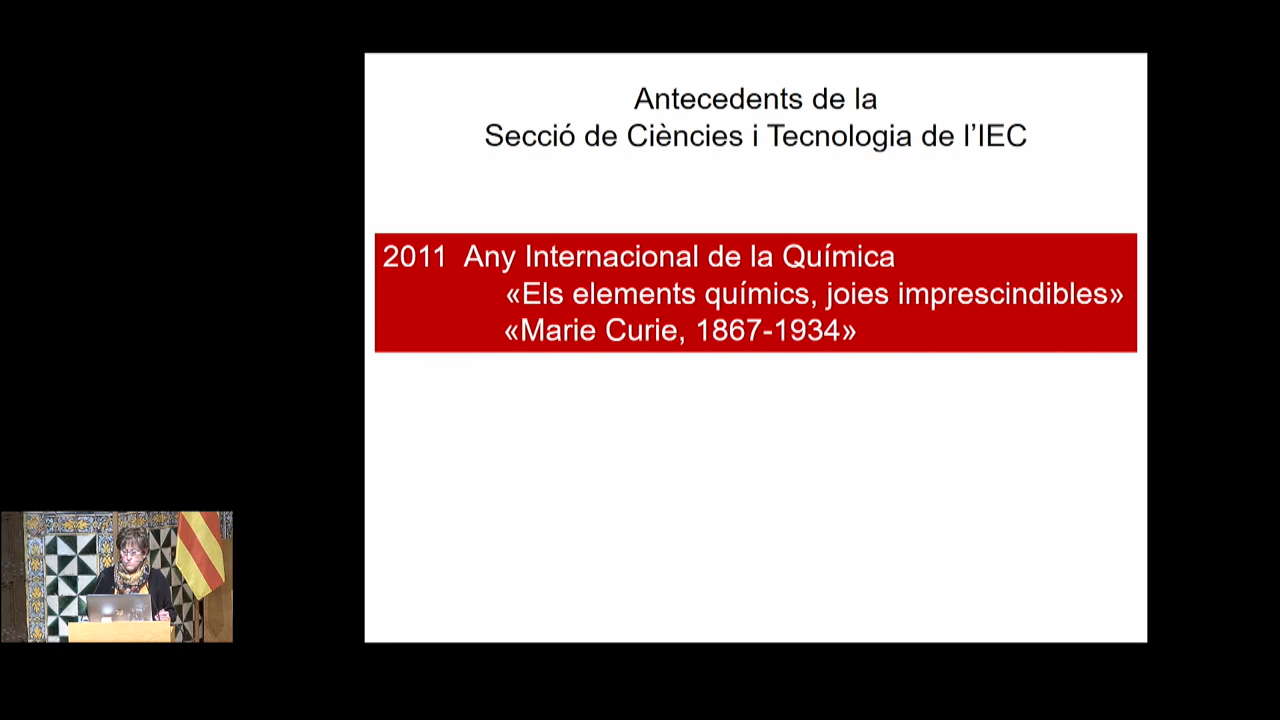 Antecedents de la
Secció de Ciències i Tecnologia de l’IEC
2011 Any Internacional de la Química
«Els elements químics, joies imprescindibles»
«Marie Curie, 1867-1934»